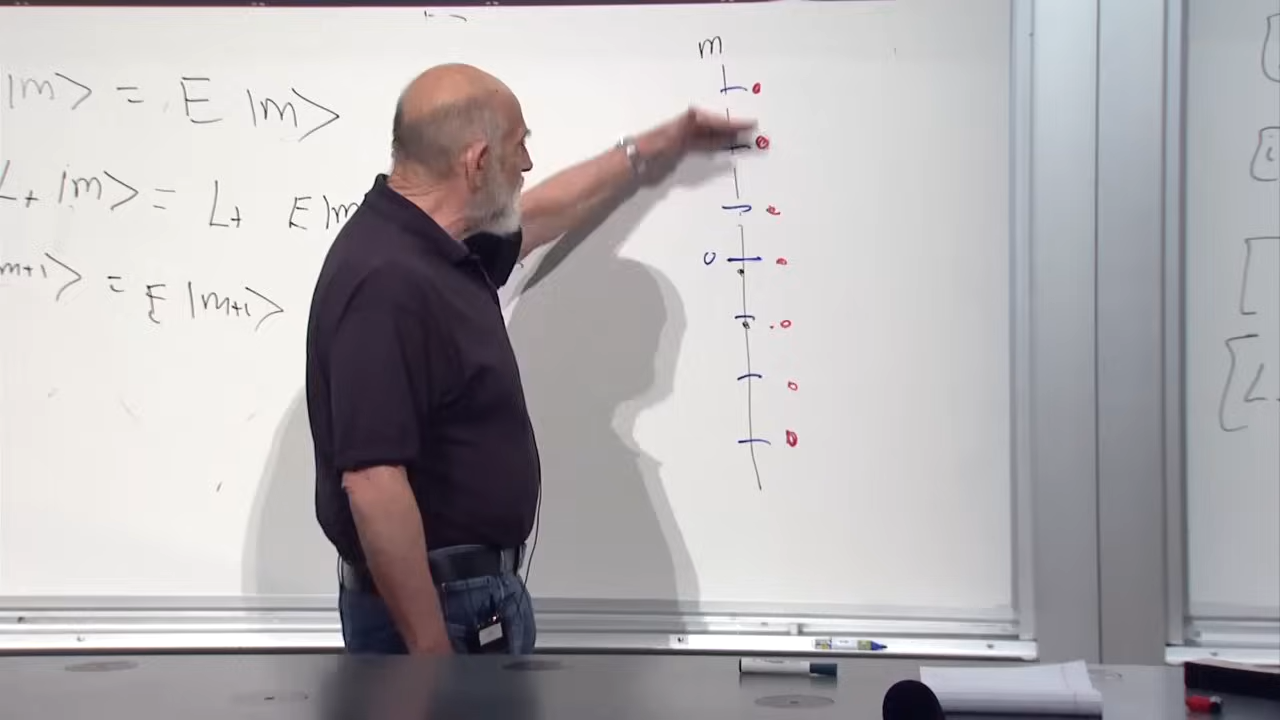 |m> = E |m>
L+ |m> = L+ E|m
m+1> = E |m+1>
m
0
[
[
[L